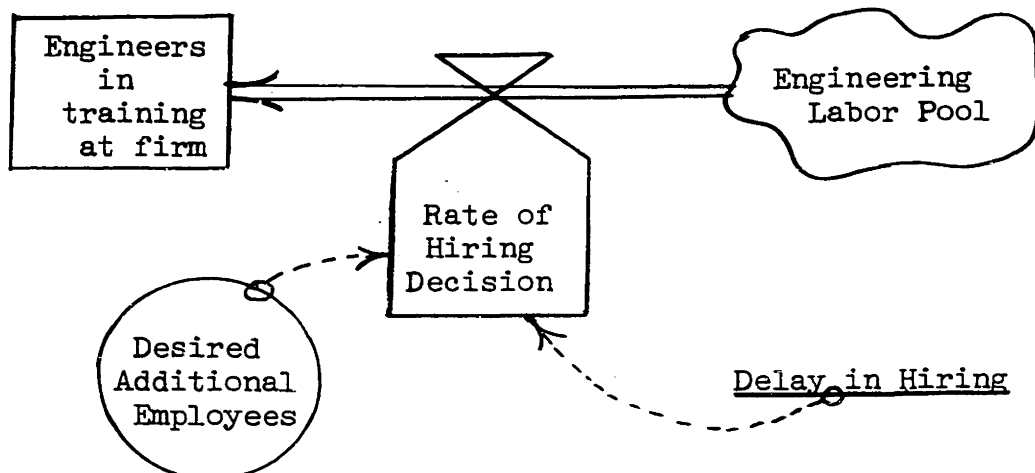 Engineers
in
training
at firm
Engineering
Labor Pool
Rate of
Hiring
Decision
Desired
Additional
Employees
Delay in Hiring